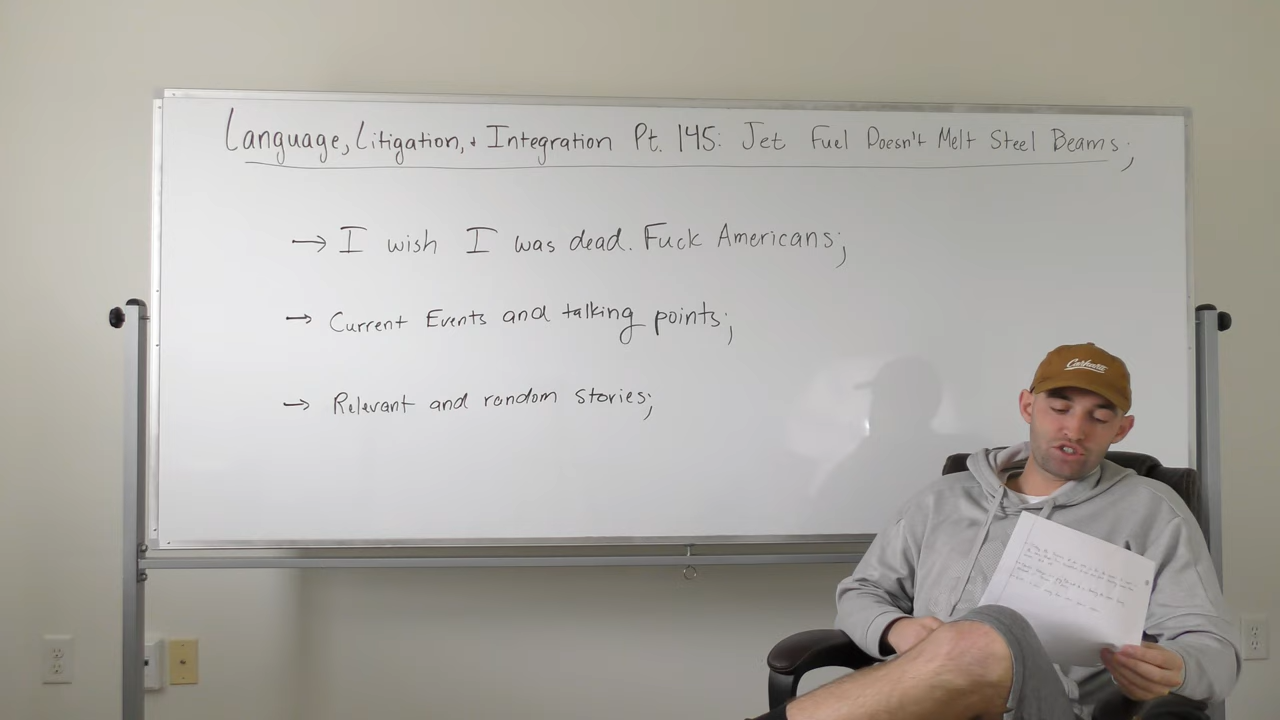 Language, Litigation, + Integration Pt. 145: Jet Fuel Doesn't Melt Steel Beams;
→ I wish I was dead. Fuck Americans;
→ Current Events and talking points;
→ Relevant and random stories;
Carhartt